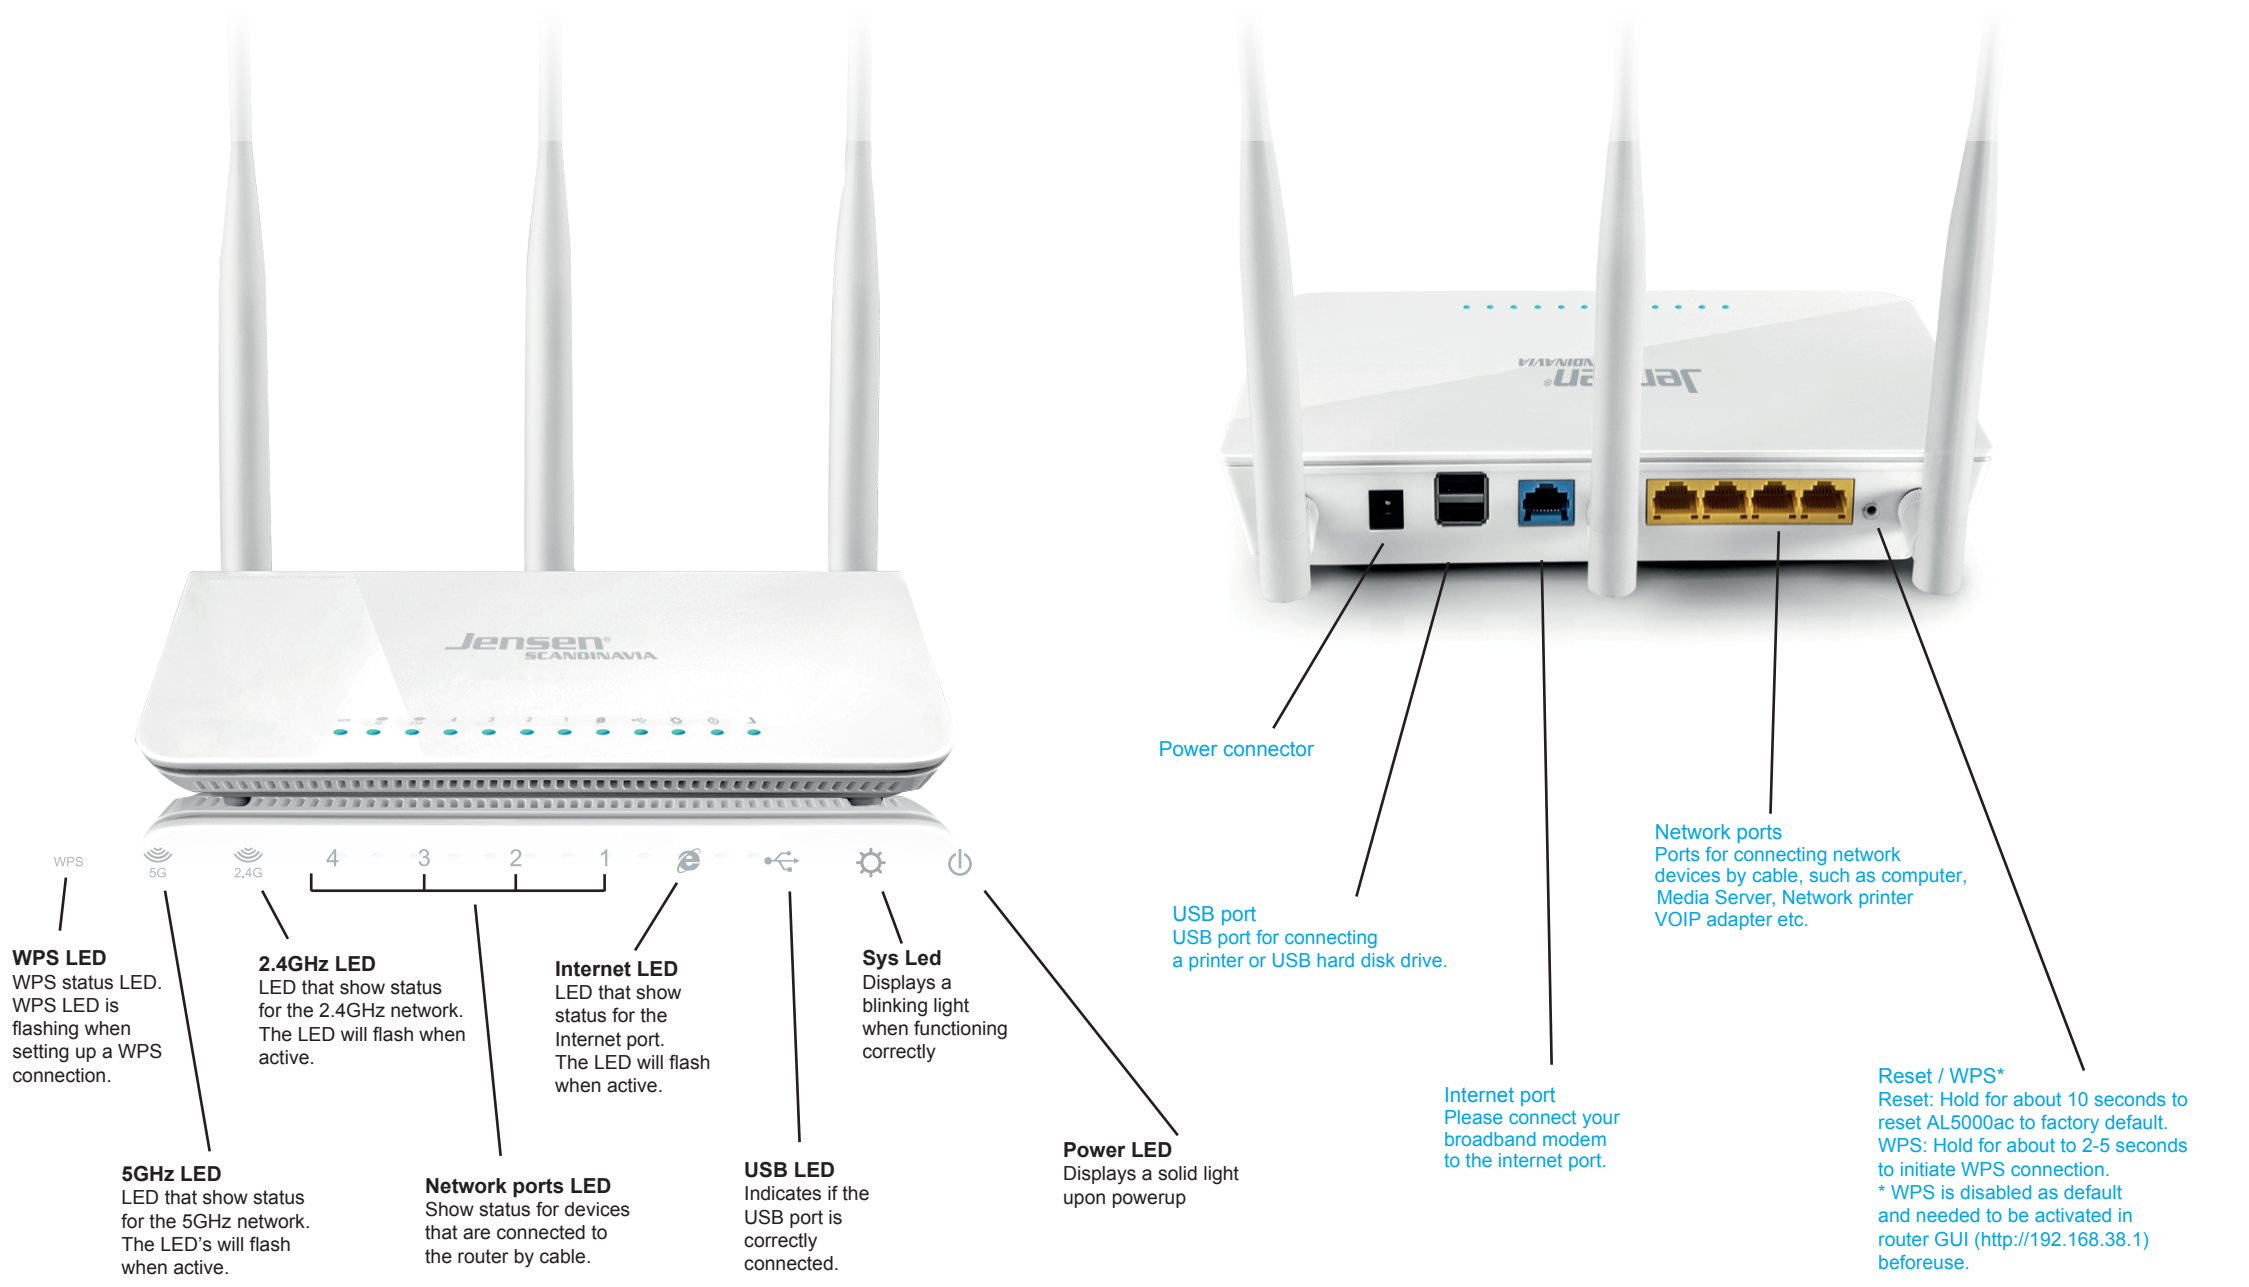 Jensen®
SCANDINAVIA
WPS
5G
2.4G
4
3
2
1
WPS LED
WPS status LED.
WPS LED is
flashing when
setting up a WPS
connection.
5GHz LED
LED that show status
for the 5GHz network.
The LED's will flash
when active.
2.4GHz LED
LED that show status
for the 2.4GHz network.
The LED will flash when
active.
Network ports LED
Show status for devices
that are connected to
the router by cable.
Internet LED
LED that show
status for the
Internet port.
The LED will flash
when active.
USB LED
Indicates if the
USB port is
correctly
connected.
Sys Led
Displays a
blinking light
when functioning
correctly
Power LED
Displays a solid light
upon powerup
Power connector
USB port
USB port for connecting
a printer or USB hard disk drive.
Internet port
Please connect your
broadband modem
to the internet port.
Network ports
Ports for connecting network
devices by cable, such as computer,
Media Server, Network printer
VOIP adapter etc.
Reset / WPS*
Reset: Hold for about 10 seconds to
reset AL5000ac to factory default.
WPS: Hold for about to 2-5 seconds
to initiate WPS connection.
* WPS is disabled as default
and needed to be activated in
router GUI (http://192.168.38.1)
beforeuse.